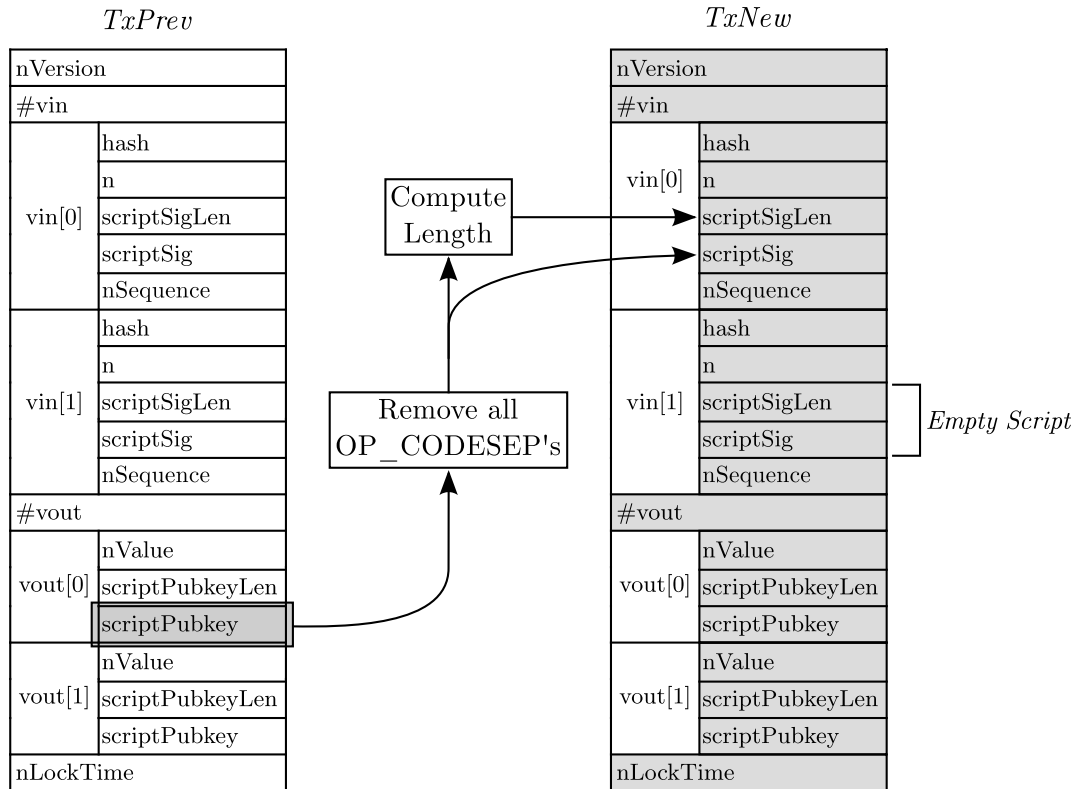 TxPrev
nVersion
#vin
vin[0]
hash
n
scriptSigLen
scriptSig
nSequence
vin[1]
hash
n
scriptSigLen
scriptSig
nSequence
#vout
vout[0]
nValue
scriptPubkeyLen
scriptPubkey
vout[1]
nValue
scriptPubkeyLen
scriptPubkey
nLockTime
Compute
Length
Remove all
OP_CODESEP's
TxNew
nVersion
#vin
vin[0]
hash
n
scriptSigLen
scriptSig
nSequence
vin[1]
hash
n
scriptSigLen
scriptSig
nSequence
Empty Script
#vout
vout[0]
nValue
scriptPubkeyLen
scriptPubkey
vout[1]
nValue
scriptPubkeyLen
scriptPubkey
nLockTime